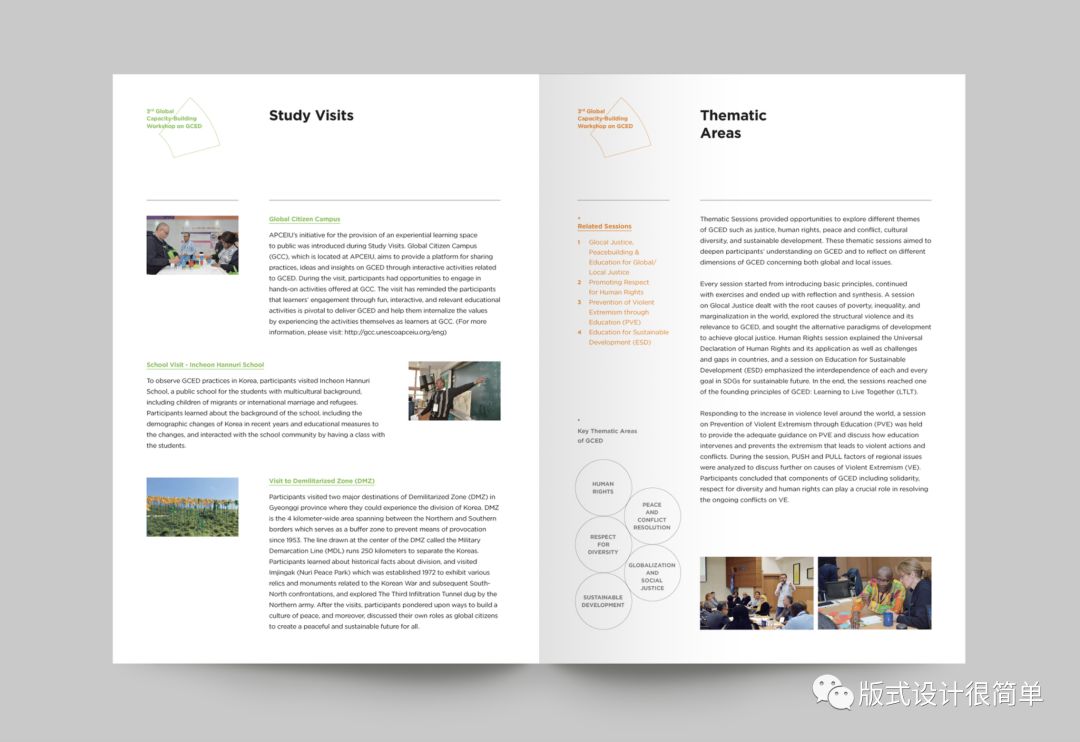 3rd Global
Capacity-Building
Workshop on GCED
Study Visits
Global Citizen Campus
APCEIU's initiative for the provision of an experiential learning space
to public was introduced during Study Visits. Global Citizen Campus
(GCC), which is located at APCEIU, aims to provide a platform for sharing
practices, ideas and insights on GCED through interactive activities related
to GCED. During the visit, participants had opportunities to engage in
hands-on activities offered at GCC. The visit has reminded the participants
that learners' engagement through fun, interactive, and relevant educational
activities is pivotal to deliver GCED and help them internalize the values
by experiencing the activities themselves as learners at GCC. (For more
information, please visit: http://gcc.unescoapceiu.org/eng)
School Visit - Incheon Hannuri School
To observe GCED practices in Korea, participants visited Incheon Hannuri
School, a public school for the students with multicultural background,
including children of migrants or international marriage and refugees.
Participants learned about the background of the school, including the
demographic changes of Korea in recent years and educational measures to
the changes, and interacted with the school community by having a class with
the students.
Visit to Demilitarized Zone (DMZ)
Participants visited two major destinations of Demilitarized Zone (DMZ) in
Gyeonggi province where they could experience the division of Korea. DMZ
is the 4 kilometer-wide area spanning between the Northern and Southern
borders which serves as a buffer zone to prevent means of provocation
since 1953. The line drawn at the center of the DMZ called the Military
Demarcation Line (MDL) runs 250 kilometers to separate the Koreas.
Participants learned about historical facts about division, and visited
Imjingak (Nuri Peace Park) which was established 1972 to exhibit various
relics and monuments related to the Korean War and subsequent South-
North confrontations, and explored The Third Infiltration Tunnel dug by the
Northern army. After the visits, participants pondered upon ways to build a
culture of peace, and moreover, discussed their own roles as global citizens
to create a peaceful and sustainable future for all.
3rd Global
Capacity-Building
Workshop on GCED
Thematic
Areas
Related Sessions
1 Glocal Justice,
Peacebuilding &
Education for Global/
Local Justice
2 Promoting Respect
for Human Rights
3 Prevention of Violent
Extremism through
Education (PVE)
4 Education for Sustainable
Development (ESD)
Key Thematic Areas
of GCED
HUMAN
RIGHTS
PEACE
AND
CONFLICT
RESOLUTION
RESPECT
FOR
DIVERSITY
GLOBALIZATION
AND
SOCIAL
JUSTICE
SUSTAINABLE
DEVELOPMENT
Thematic Sessions provided opportunities to explore different themes
of GCED such as justice, human rights, peace and conflict, cultural
diversity, and sustainable development. These thematic sessions aimed to
deepen participants' understanding on GCED and to reflect on different
dimensions of GCED concerning both global and local issues.
Every session started from introducing basic principles, continued
with exercises and ended up with reflection and synthesis. A session
on Glocal Justice dealt with the root causes of poverty, inequality, and
marginalization in the world, explored the structural violence and its
relevance to GCED, and sought the alternative paradigms of development
to achieve glocal justice. Human Rights session explained the Universal
Declaration of Human Rights and its application as well as challenges
and gaps in countries, and a session on Education for Sustainable
Development (ESD) emphasized the interdependence of each and every
goal in SDGs for sustainable future. In the end, the sessions reached one
of the founding principles of GCED: Learning to Live Together (LTLT).
Responding to the increase in violence level around the world, a session
on Prevention of Violent Extremism through Education (PVE) was held
to provide the adequate guidance on PVE and discuss how education
intervenes and prevents the extremism that leads to violent actions and
conflicts. During the session, PUSH and PULL factors of regional issues
were analyzed to discuss further on causes of Violent Extremism (VE).
Participants concluded that components of GCED including solidarity,
respect for diversity and human rights can play a crucial role in resolving
the ongoing conflicts on VE.
版式设计很简单